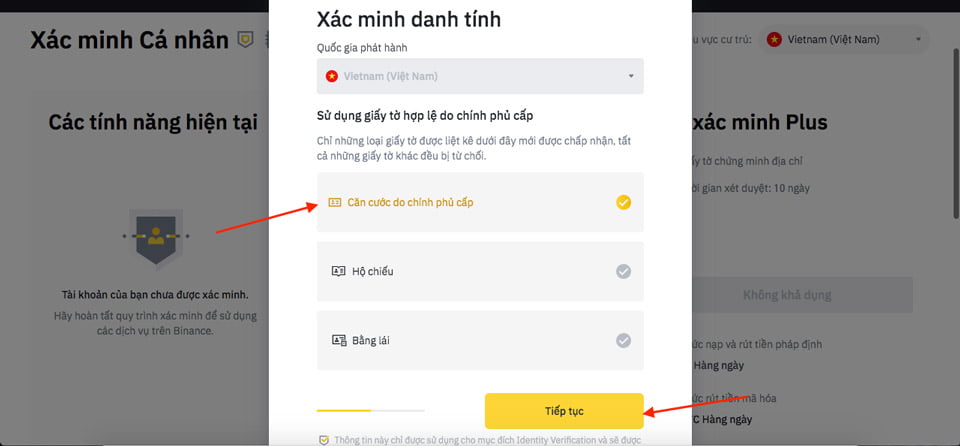 Xác minh Cá nhân
Các tính năng hiện tại
Tài khoản của bạn chưa được xác minh.
Hãy hoàn tất quy trình xác minh để sử dụng
các dịch vụ trên Binance.
Xác minh danh tính
Quốc gia phát hành
Vietnam (Việt Nam)
Sử dụng giấy tờ hợp lệ do chính phủ cấp
Chỉ những loại giấy tờ được liệt kê dưới đây mới được chấp nhận, tất
cả những giấy tờ khác đều bị từ chối.
Căn cước do chính phủ cấp
Hộ chiếu
Bằng lái
Tiếp tục
Thông tin này chỉ được sử dụng cho mục đích Identity Verification và sẽ được
vực cư trú:
Vietnam (Việt Nam)
xác minh Plus
tờ chứng minh địa chỉ
gian xét duyệt: 10 ngày
Không khả dụng
nạp và rút tiền pháp định
Hàng ngày
rút tiền mã hóa
Hàng ngày